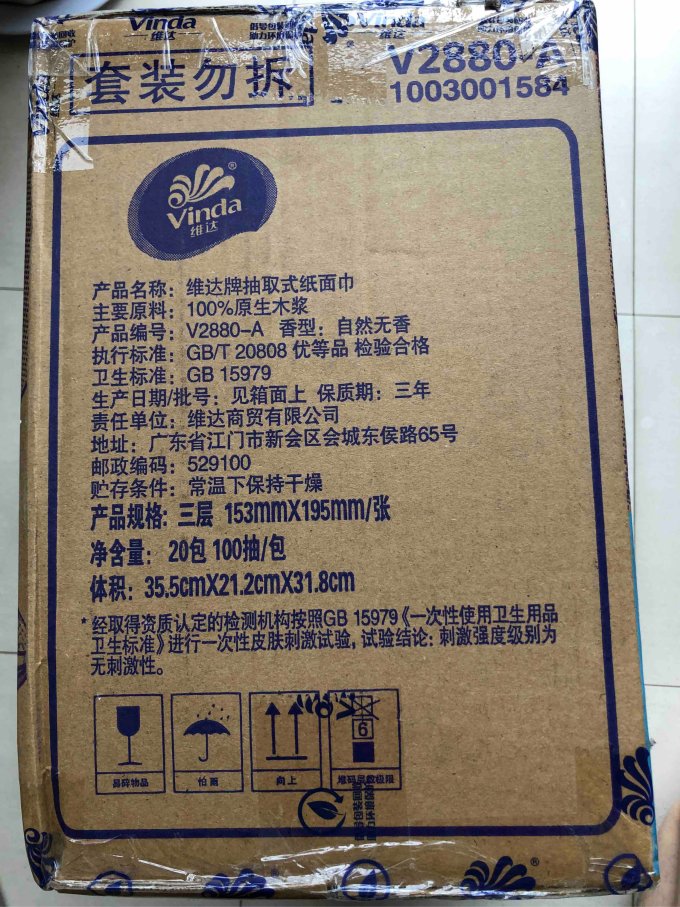 Vinda
维达
套装勿拆
V2880-A
1003001584
Vinda
维达
产品名称：维达牌抽取式纸面巾
主要原料：100%原生木浆
产品编号：V2880-A 香型：自然无香
执行标准：GB/T 20808 优等品 检验合格
卫生标准：GB 15979
生产日期/批号：见箱面上 保质期：三年
责任单位：维达商贸有限公司
地址：广东省江门市新会区会城东侯路65号
邮政编码：529100
贮存条件：常温下保持干燥
产品规格：三层 153mmX195mm/张
净含量：20包 100抽/包
体积：35.5cmX21.2cmX31.8cm
*经取得资质认定的检测机构按照GB 15979《一次性使用卫生用品
卫生标准》进行一次性皮肤刺激试验，试验结论：刺激强度级别为
无刺激性。
6
易碎物品
怕雨
向上
堆码层数极限